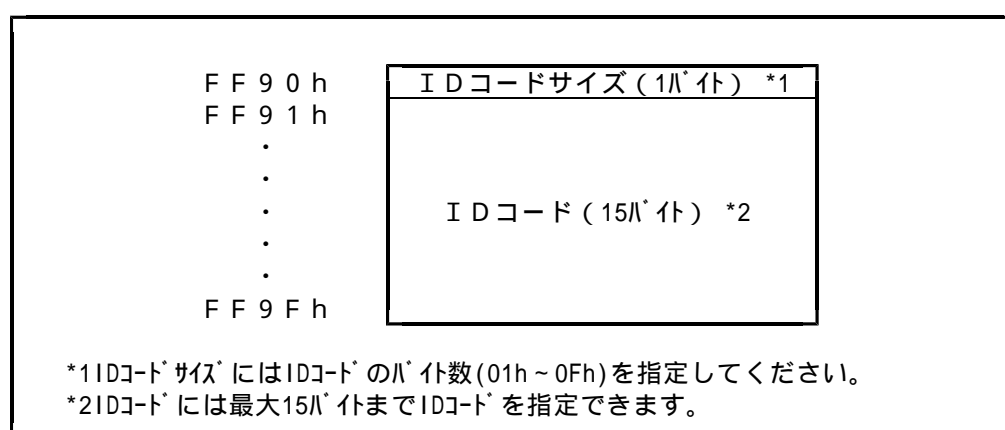 FF90h IDコードサイズ(1ﾊﾞｲﾄ) *1
FF91h
・
・
・ IDコード(15ﾊﾞｲﾄ) *2
・
・
FF9Fh
*1IDｺｰﾄﾞｻｲｽﾞにはIDｺｰﾄﾞのﾊﾞｲﾄ数(01h~0Fh)を指定してください。
*2IDｺｰﾄﾞには最大15ﾊﾞｲﾄまでIDｺｰﾄﾞを指定できます。